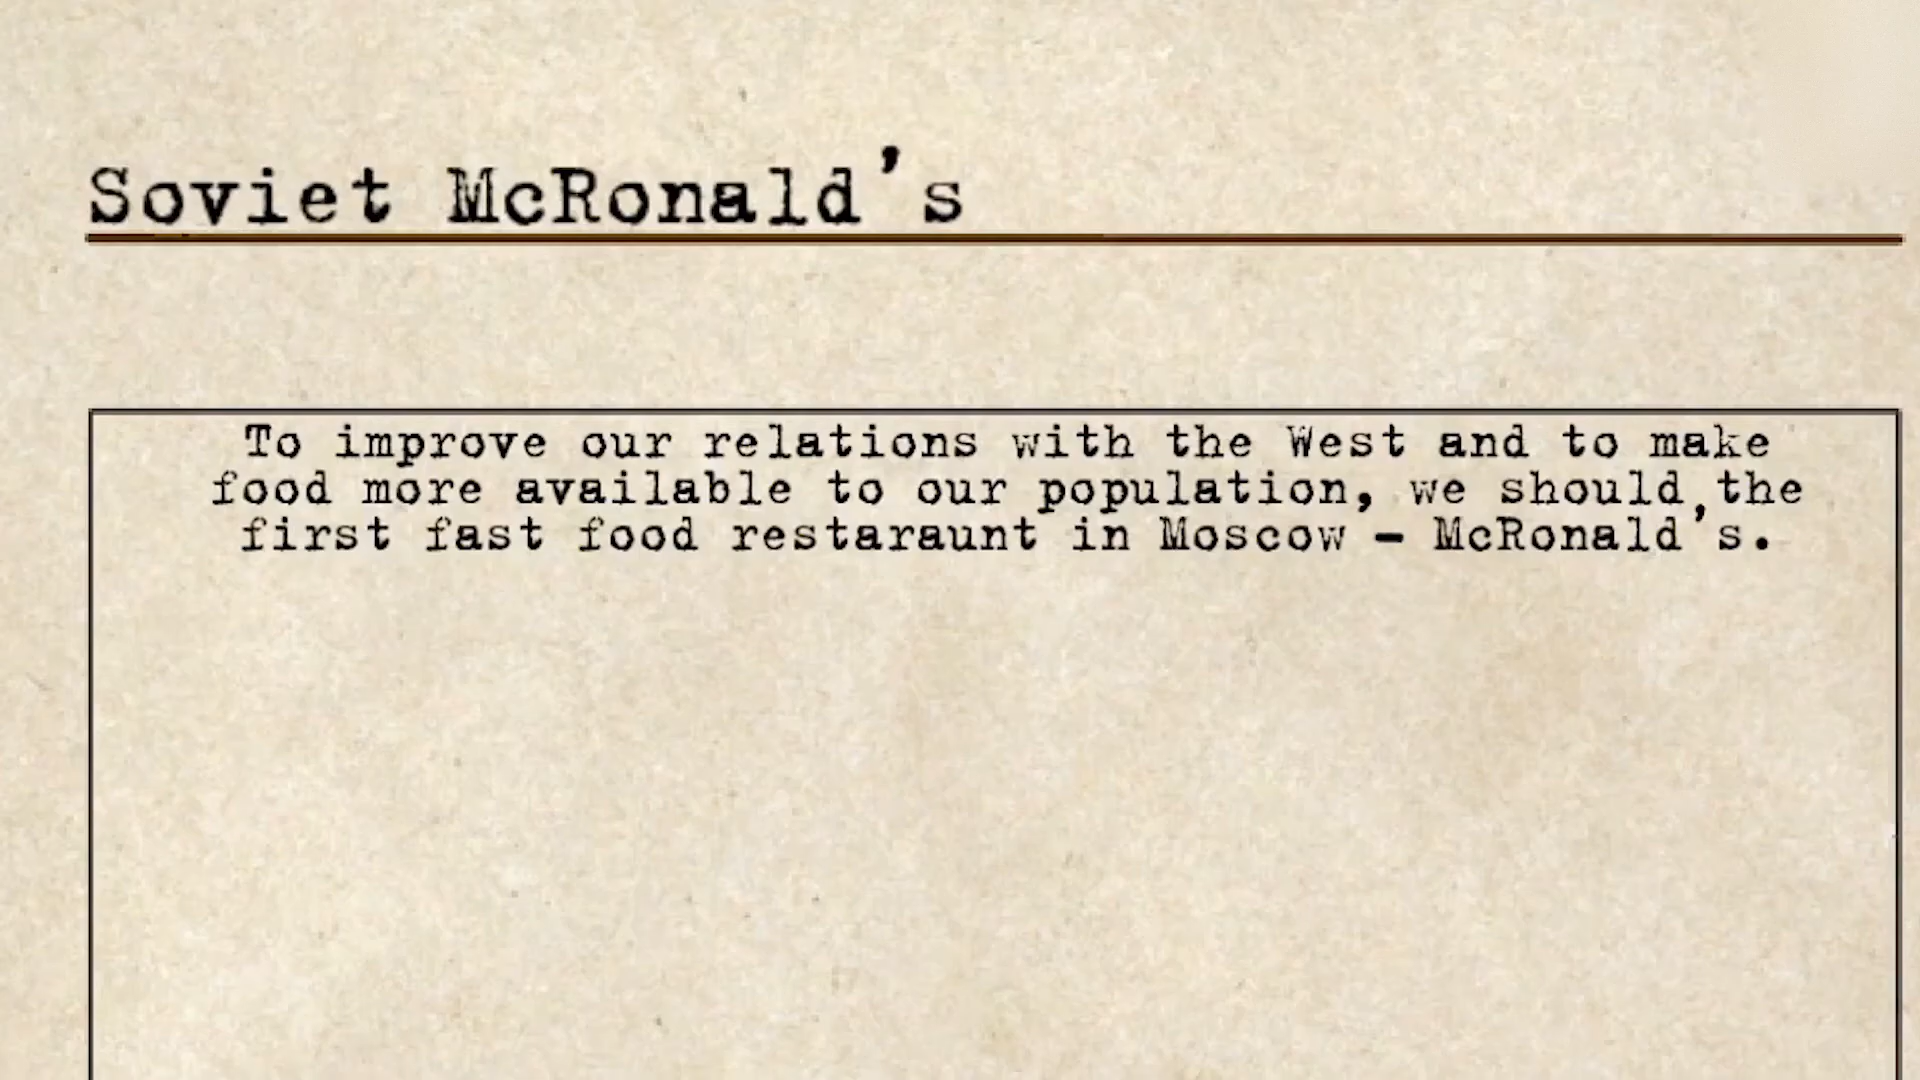 Soviet McRonald's
To improve our relations with the West and to make
food more available to our population, we should the
first fast food restaraunt in Moscow - McRonald's.